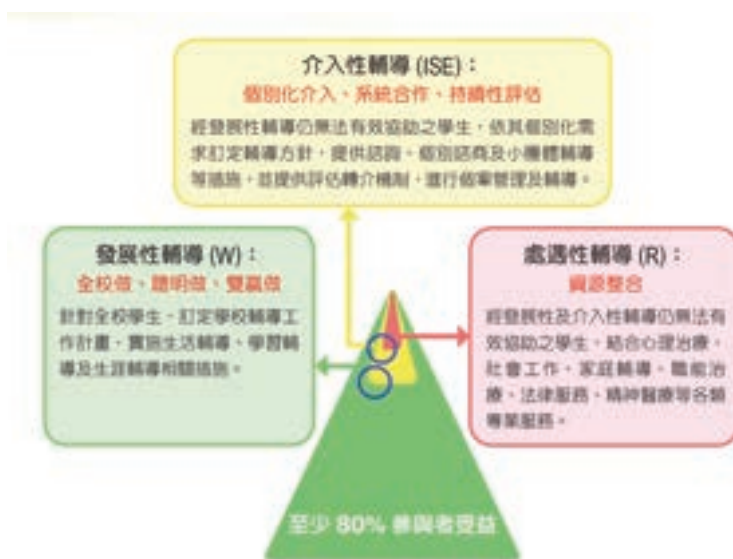 介入性輔導(ISE)：
個別化介入、系統合作、持續性評估
經發展性輔導仍無法有效協助之學生，依其個別化需
求訂定輔導方針，提供諮詢、個別諮商及小團體輔導
等措施，並提供評估轉介機制，進行個案管理及輔導。
發展性輔導(W)：
全校做、聰明做、雙贏做
針對全校學生，訂定學校輔導工
作計畫，實施生活輔導、學習輔
導及生涯輔導相關措施。
處遇性輔導(R)：
資源整合
經發展性及介入性輔導仍無法有
效協助之學生，結合心理治療、
社會工作、家庭輔導、職能治
療、法律服務、精神醫療等各類
專業服務。
至少 80% 參與者受益